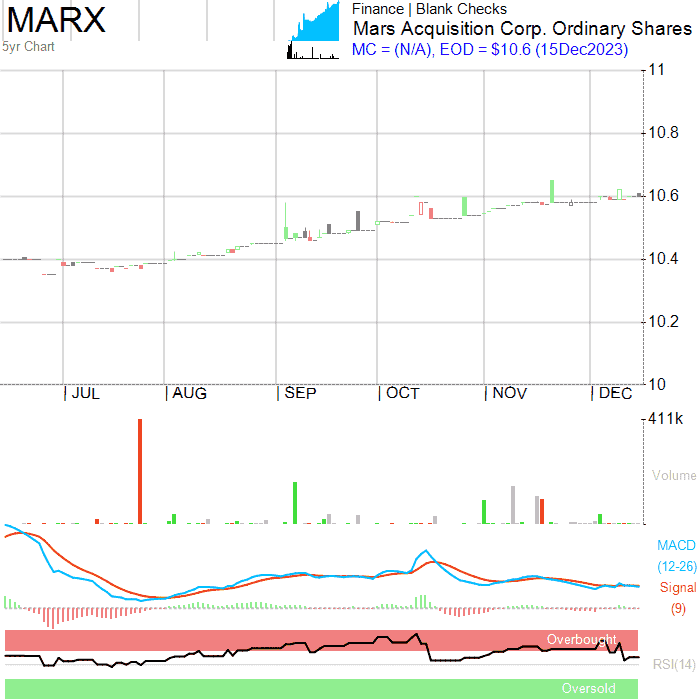 MARX
5yr Chart
Finance | Blank Checks
Mars Acquisition Corp. Ordinary Shares
MC = (N/A), EOD = $10.6 (15Dec2023)
11
10.8
10.6
10.4
10.2
10
JUL AUG SEP OCT NOV DEC
411k
Volume
MACD
(12-26)
Signal
(9)
Overbought
RSI(14)
Oversold